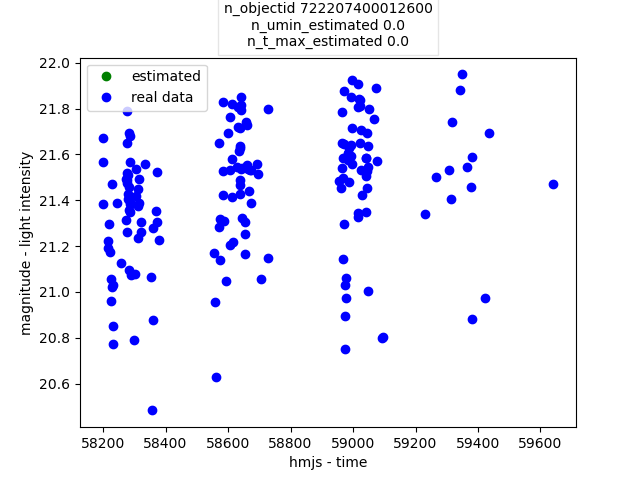 n_objectid 722207400012600
n_umin_estimated 0.0
n_t_max_estimated 0.0
estimated
real data
magnitude - light intensity
22.0
21.8
21.6
21.4
21.2
21.0
20.8
20.6
58200 58400 58600 58800 59000 59200 59400 59600
hmjs - time